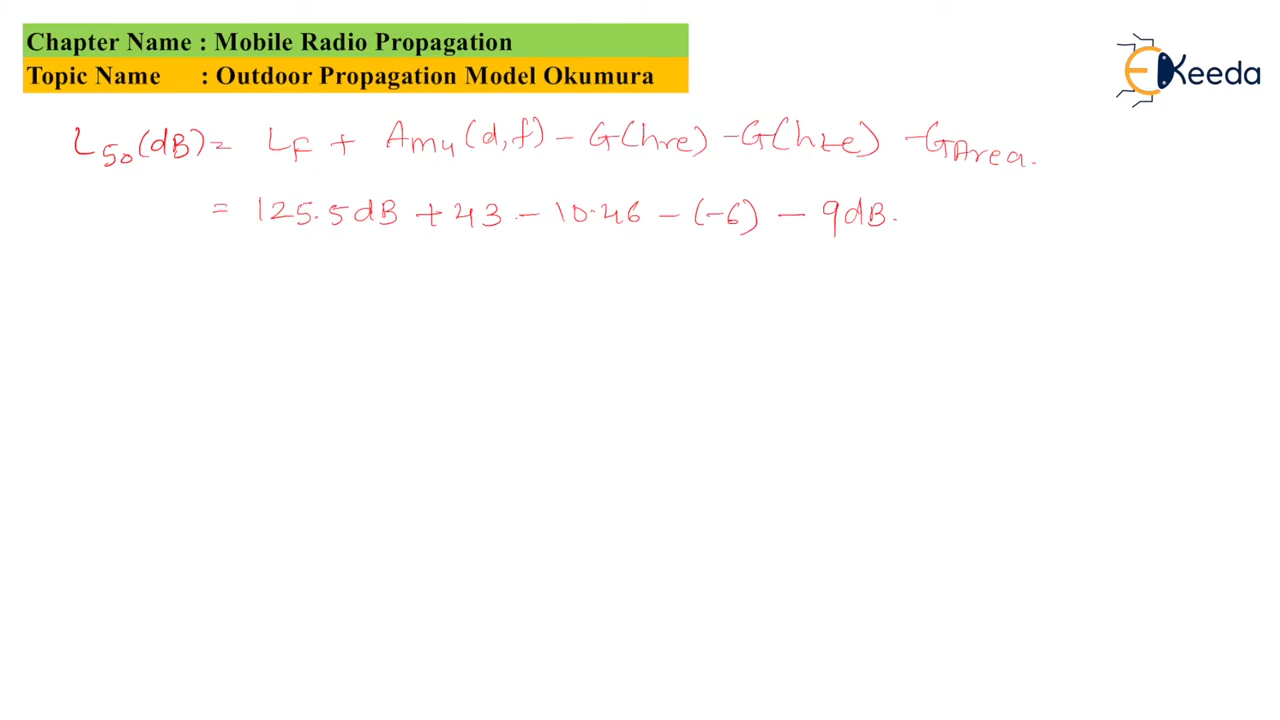 Chapter Name : Mobile Radio Propagation
Topic Name : Outdoor Propagation Model Okumura
EKeeda
L50(dB) = LF + Amu(d,f) - G(hre) - G(hte) - GArea.
= 125.5dB + 43 - 10.46 - (-6) - 9dB.